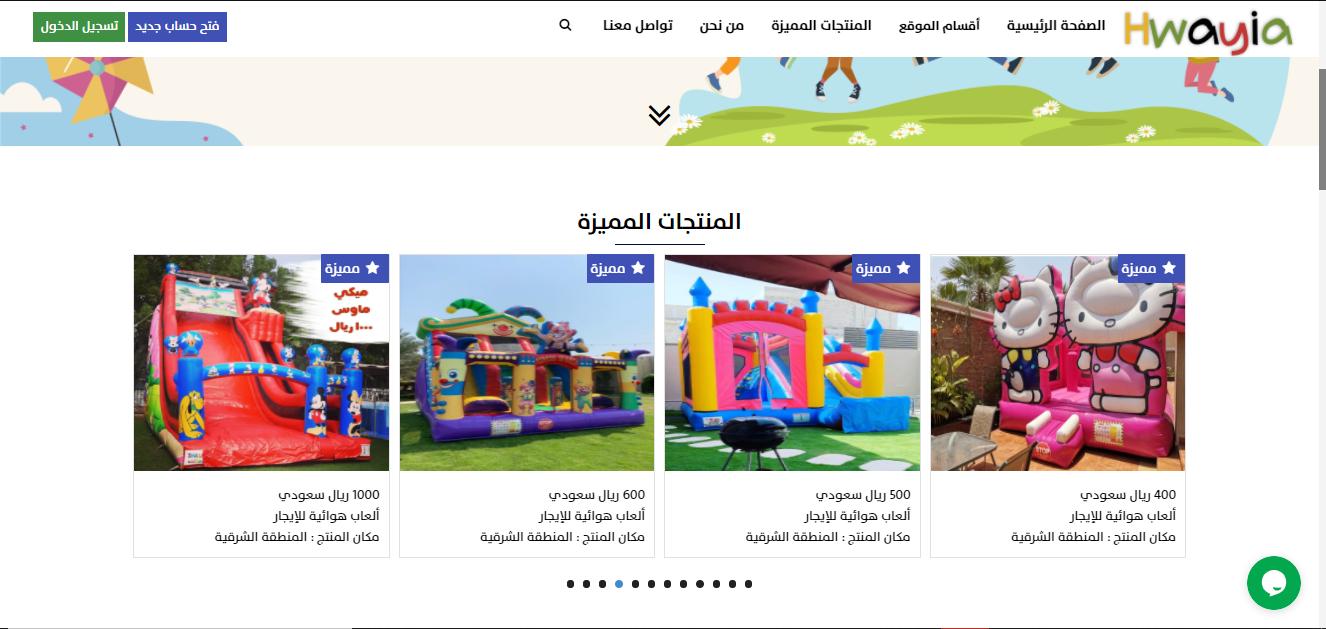 Hwayia
الصفحة الرئيسية
أقسام الموقع
المنتجات المميزة
من نحن
تواصل معنا
فتح حساب جديد
تسجيل الدخول
المنتجات المميزة
مميزة
400 ريال سعودي
ألعاب هوائية للإيجار
مكان المنتج : المنطقة الشرقية
مميزة
500 ريال سعودي
ألعاب هوائية للإيجار
مكان المنتج : المنطقة الشرقية
مميزة
600 ريال سعودي
ألعاب هوائية للإيجار
مكان المنتج : المنطقة الشرقية
مميزة
ميكي
ماوس
١٠٠٠ ريال
1000 ريال سعودي
ألعاب هوائية للإيجار
مكان المنتج : المنطقة الشرقية
STOP